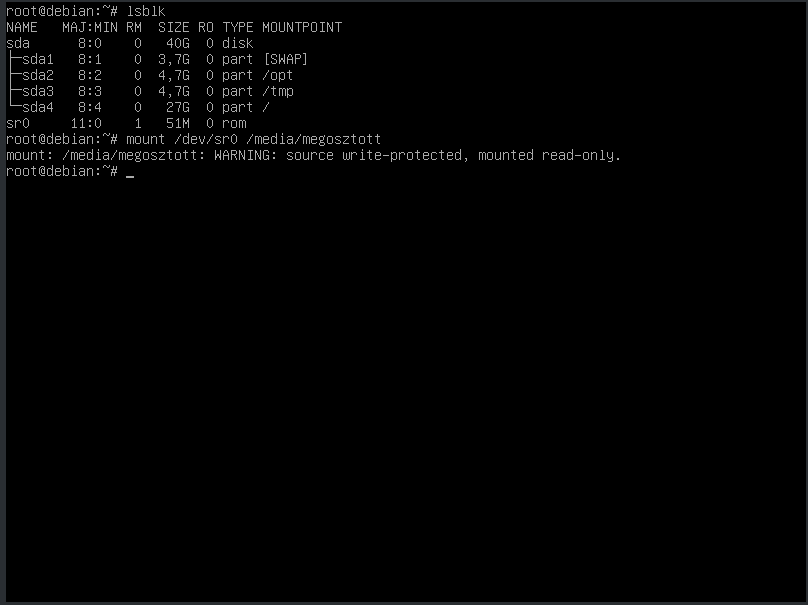 root@debian:~# lsblk
NAME   MAJ:MIN RM  SIZE RO TYPE MOUNTPOINT
sda      8:0    0   40G  0 disk
├─sda1   8:1    0  3,7G  0 part [SWAP]
├─sda2   8:2    0  4,7G  0 part /opt
├─sda3   8:3    0  4,7G  0 part /tmp
└─sda4   8:4    0   27G  0 part /
sr0     11:0    1   51M  0 rom
root@debian:~# mount /dev/sr0 /media/megosztott
mount: /media/megosztott: WARNING: source write-protected, mounted read-only.
root@debian:~# _